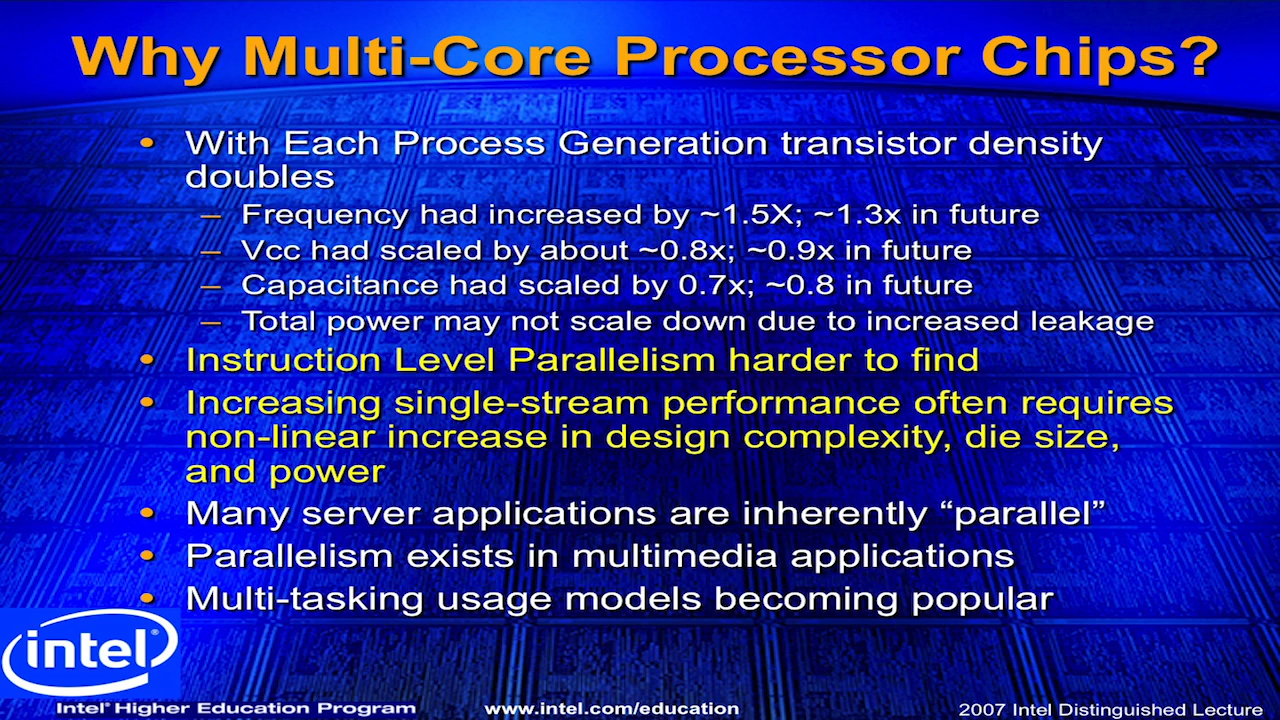 Why Multi-Core Processor Chips?
• With Each Process Generation transistor density
doubles
– Frequency had increased by ~1.5X; ~1.3x in future
– Vcc had scaled by about ~0.8x; ~0.9x in future
– Capacitance had scaled by 0.7x; ~0.8 in future
– Total power may not scale down due to increased leakage
• Instruction Level Parallelism harder to find
• Increasing single-stream performance often requires
non-linear increase in design complexity, die size,
and power
• Many server applications are inherently “parallel”
• Parallelism exists in multimedia applications
• Multi-tasking usage models becoming popular
intel®
Intel® Higher Education Program www.intel.com/education 2007 Intel Distinguished Lecture